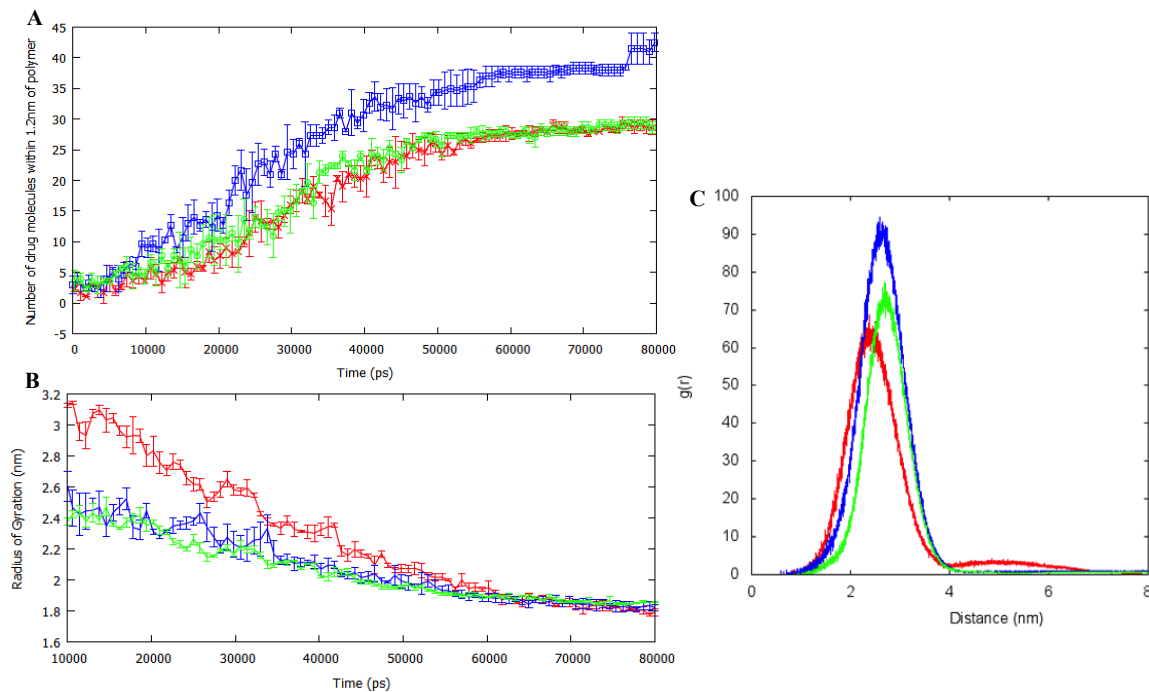 A
Number of drug molecules within 1.2nm of polymer
45
40
35
30
25
20
15
10
5
0
-5
0 10000 20000 30000 40000 50000 60000 70000 80000
Time (ps)
B
Radius of Gyration (nm)
3.2
3
2.8
2.6
2.4
2.2
2
1.8
1.6
10000 20000 30000 40000 50000 60000 70000 80000
Time (ps)
C
g(r)
100
90
80
70
60
50
40
30
20
10
0
0 2 4 6 8
Distance (nm)